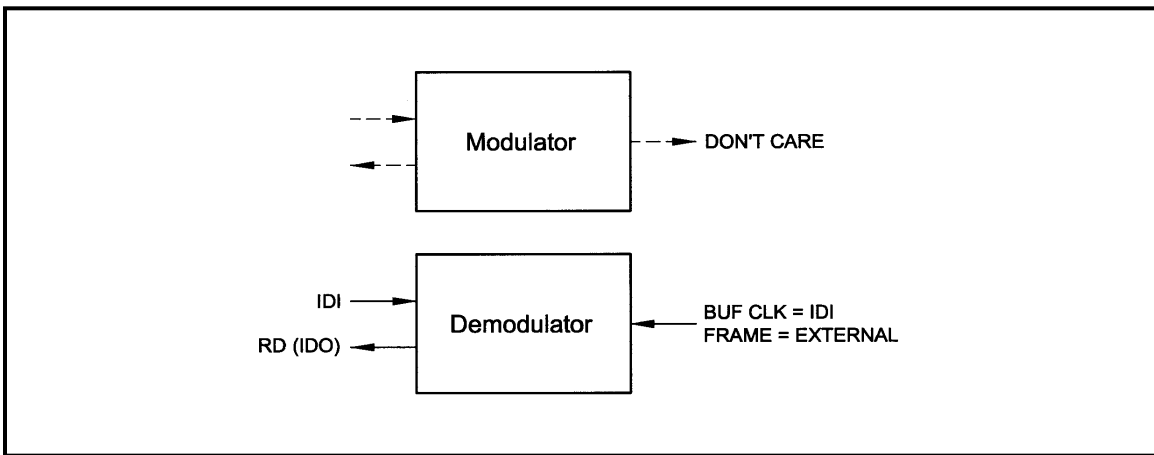 Modulator
DON'T CARE
IDI
RD (IDO)
Demodulator
BUF CLK = IDI
FRAME = EXTERNAL